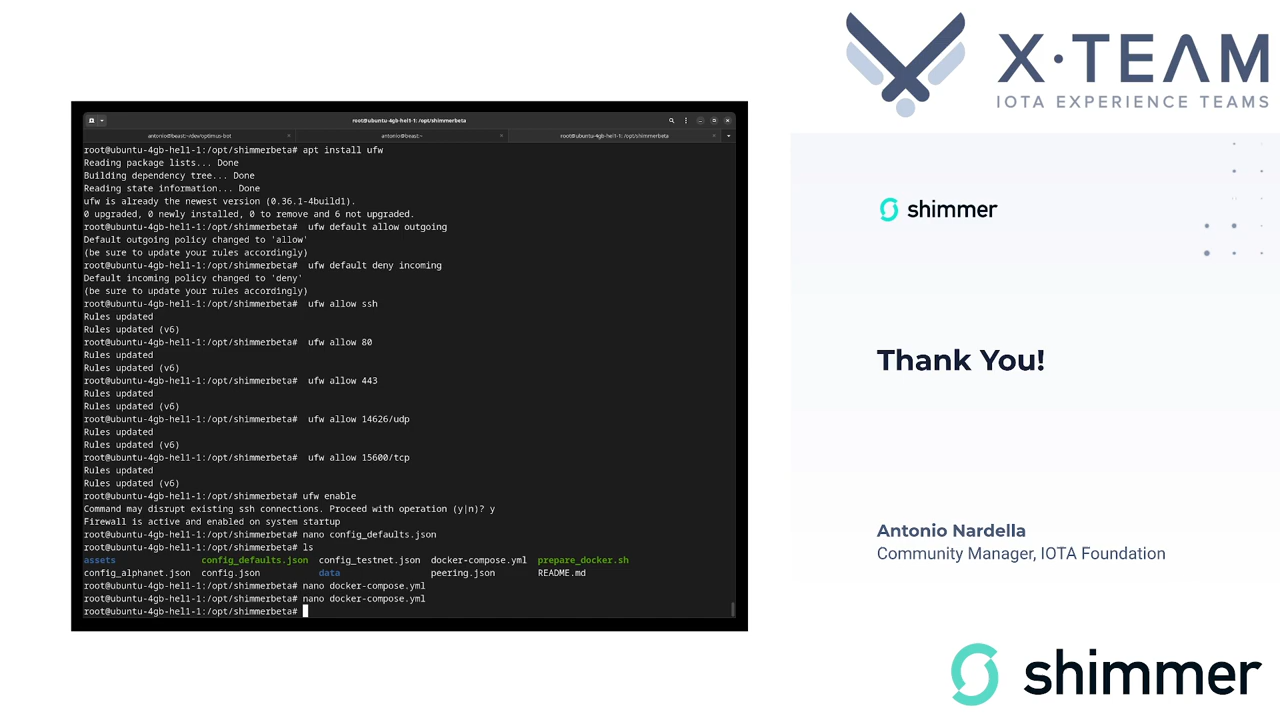 root@ubuntu-4gb-hel1-1: /opt/shimmerbeta
antonio@beast:~/dev/optimus-bot
antonio@beast:~
root@ubuntu-4gb-hel1-1: /opt/shimmerbeta
root@ubuntu-4gb-hel1-1:/opt/shimmerbeta# apt install ufw
Reading package lists... Done
Building dependency tree... Done
Reading state information... Done
ufw is already the newest version (0.36.1-4build1).
0 upgraded, 0 newly installed, 0 to remove and 6 not upgraded.
root@ubuntu-4gb-hel1-1:/opt/shimmerbeta#  ufw default allow outgoing
Default outgoing policy changed to 'allow'
(be sure to update your rules accordingly)
root@ubuntu-4gb-hel1-1:/opt/shimmerbeta#  ufw default deny incoming
Default incoming policy changed to 'deny'
(be sure to update your rules accordingly)
root@ubuntu-4gb-hel1-1:/opt/shimmerbeta#  ufw allow ssh
Rules updated
Rules updated (v6)
root@ubuntu-4gb-hel1-1:/opt/shimmerbeta#  ufw allow 80
Rules updated
Rules updated (v6)
root@ubuntu-4gb-hel1-1:/opt/shimmerbeta#  ufw allow 443
Rules updated
Rules updated (v6)
root@ubuntu-4gb-hel1-1:/opt/shimmerbeta#  ufw allow 14626/udp
Rules updated
Rules updated (v6)
root@ubuntu-4gb-hel1-1:/opt/shimmerbeta#  ufw allow 15600/tcp
Rules updated
Rules updated (v6)
root@ubuntu-4gb-hel1-1:/opt/shimmerbeta# ufw enable
Command may disrupt existing ssh connections. Proceed with operation (y|n)? y
Firewall is active and enabled on system startup
root@ubuntu-4gb-hel1-1:/opt/shimmerbeta# nano config_defaults.json
root@ubuntu-4gb-hel1-1:/opt/shimmerbeta# ls
assets config_defaults.json config_testnet.json docker-compose.yml prepare_docker.sh
config_alphanet.json config.json data peering.json README.md
root@ubuntu-4gb-hel1-1:/opt/shimmerbeta# nano docker-compose.yml
root@ubuntu-4gb-hel1-1:/opt/shimmerbeta# nano docker-compose.yml
root@ubuntu-4gb-hel1-1:/opt/shimmerbeta#
X·TEAM
IOTA EXPERIENCE TEAMS
shimmer
Thank You!
Antonio Nardella
Community Manager, IOTA Foundation
shimmer